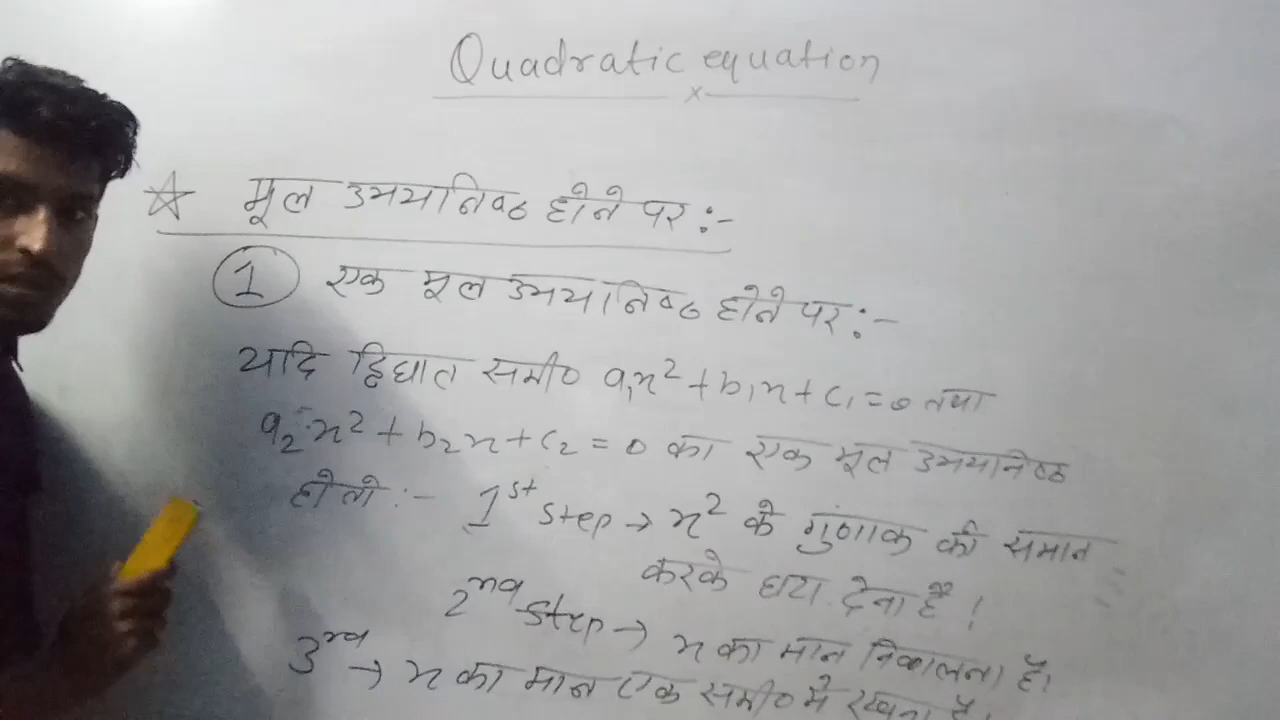 Quadratic equation
मूल उभयनिष्ठ होने पर :-
1 एक मूल उभयनिष्ठ होने पर :-
यदि द्विघात समी० a₁x² + b₁x + c₁ = 0 तथा
a₂x² + b₂x + c₂ = 0 का एक मूल उभयनिष्ठ
हो तो :- 1st step → x² के गुणांक को समान
करके घटा देना है।
2nd step → x का मान निकालना है।
3rd → x का मान एक समी० मे रखना है।